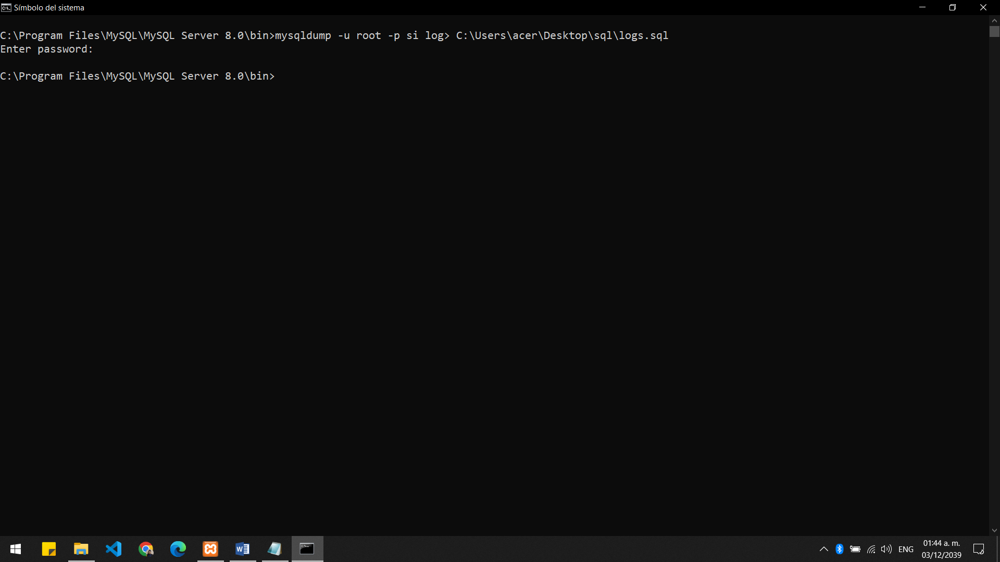 Símbolo del sistema
C:\Program Files\MySQL\MySQL Server 8.0\bin>mysqldump -u root -p si log> C:\Users\acer\Desktop\sql\logs.sql
Enter password:
C:\Program Files\MySQL\MySQL Server 8.0\bin>
ENG
01:44 a. m.
03/12/2039